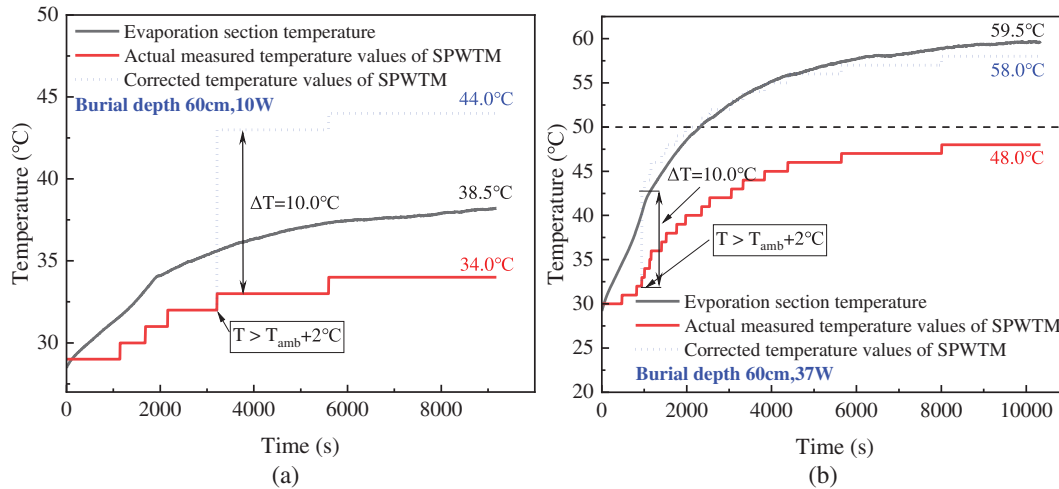 (a)
Evaporation section temperature
Actual measured temperature values of SPWTM
Corrected temperature values of SPWTM
Burial depth 60cm,10W
44.0℃
ΔT=10.0℃
38.5℃
34.0℃
T > Tamb+2℃
Temperature (℃)
50
45
40
35
30
0
2000
4000
6000
8000
Time (s)
(a)
(b)
59.5℃
58.0℃
ΔT=10.0℃
48.0℃
T > Tamb+2℃
Evporation section temperature
Actual measured temperature values of SPWTM
Corrected temperature values of SPWTM
Burial depth 60cm,37W
Temperature (℃)
65
60
55
50
45
40
35
30
25
20
0
2000
4000
6000
8000
10000
Time (s)
(b)